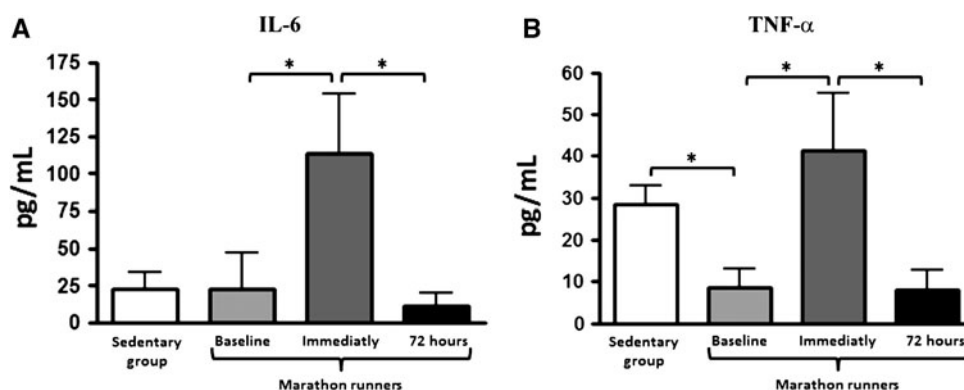 A
IL-6
pg/mL
175
150
125
100
75
50
25
0
* *
Sedentary group
Baseline
Immediatly
72 hours
Marathon runners
B
TNF-α
pg/mL
60
50
40
30
20
10
0
* * *
Sedentary group
Baseline
Immediatly
72 hours
Marathon runners